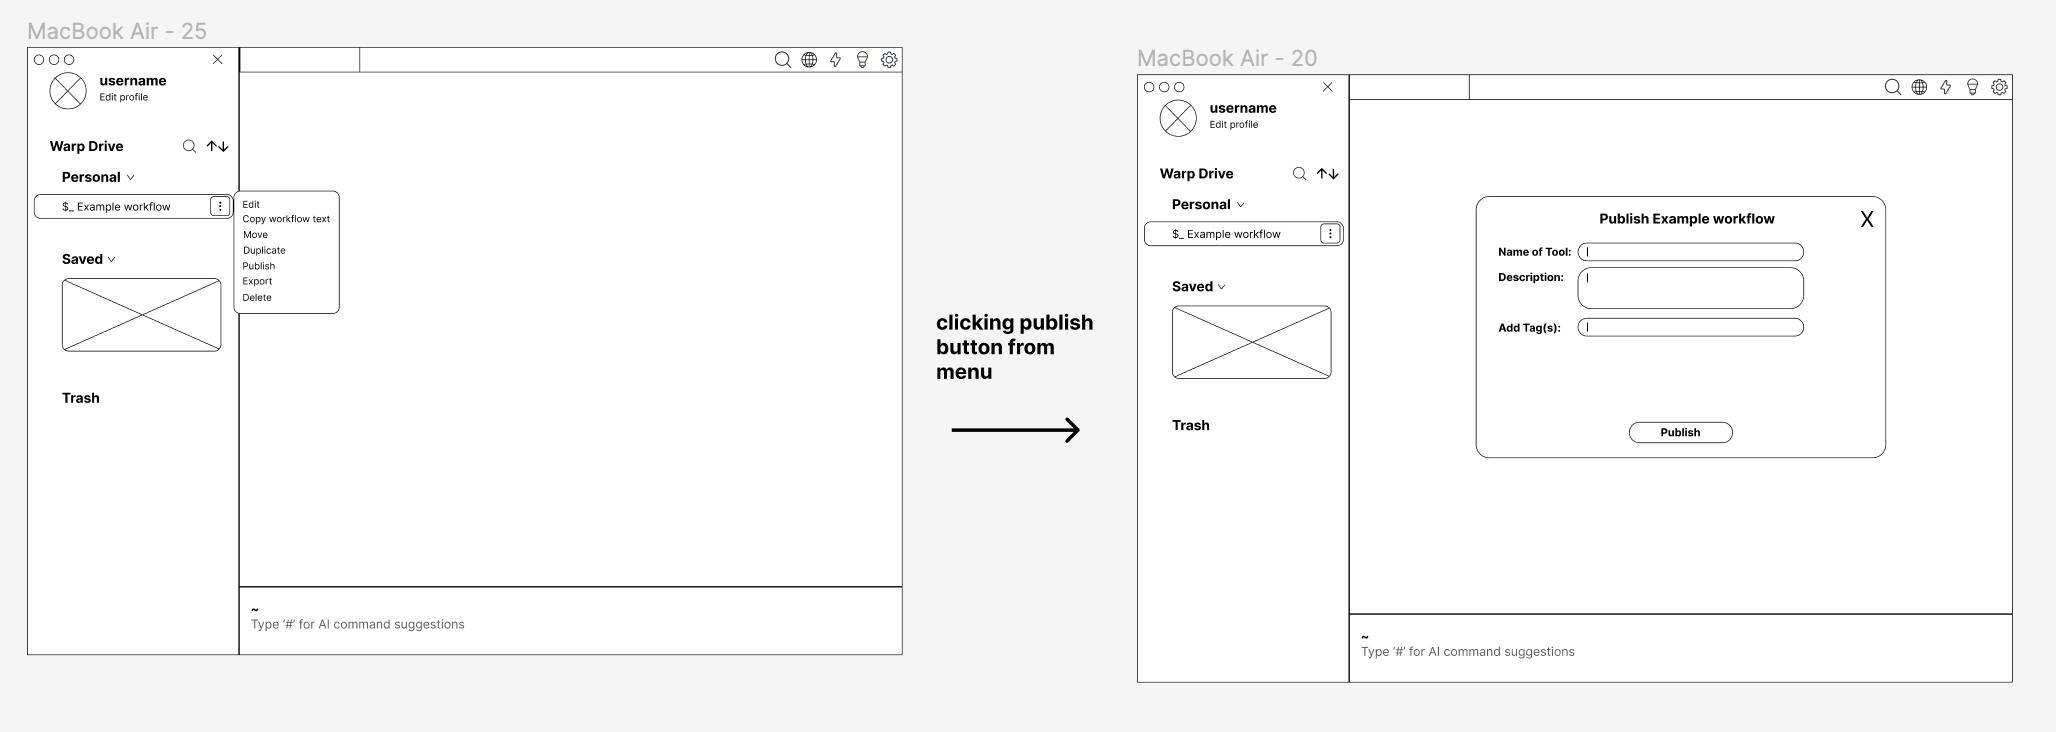 MacBook Air - 25
username
Edit profile
Warp Drive
Personal
$_ Example workflow
Edit
Copy workflow text
Move
Duplicate
Publish
Export
Delete
Saved
Trash
~
Type ‘#’ for AI command suggestions
clicking publish
button from
menu
MacBook Air - 20
username
Edit profile
Warp Drive
Personal
$_ Example workflow
Saved
Trash
Publish Example workflow
X
Name of Tool:
Description:
Add Tag(s):
Publish
~
Type ‘#’ for AI command suggestions